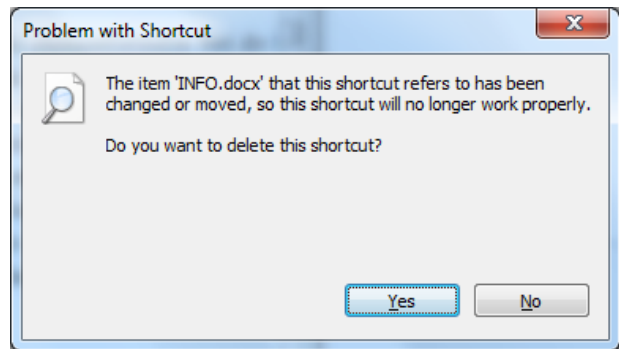 Problem with Shortcut
The item 'INFO.docx' that this shortcut refers to has been
changed or moved, so this shortcut will no longer work properly.
Do you want to delete this shortcut?
Yes
No